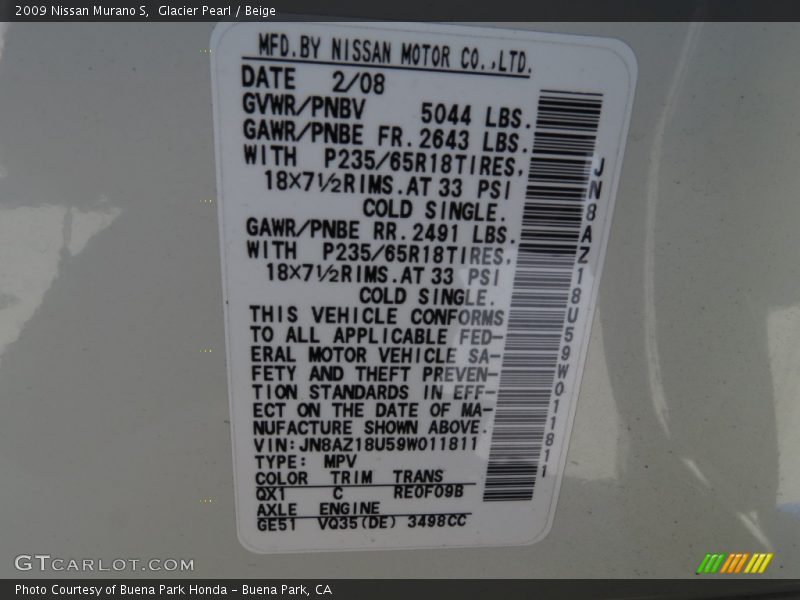 2009 Nissan Murano S,  Glacier Pearl / Beige
MFD.BY NISSAN MOTOR CO.,LTD.
DATE 2/08
GVWR/PNBV 5044 LBS.
GAWR/PNBE FR. 2643 LBS.
WITH P235/65R18TIRES,
18X7½RIMS.AT 33 PSI
COLD SINGLE.
GAWR/PNBE RR. 2491 LBS.
WITH P235/65R18TIRES,
18X7½RIMS.AT 33 PSI
COLD SINGLE.
THIS VEHICLE CONFORMS
TO ALL APPLICABLE FED-
ERAL MOTOR VEHICLE SA-
FETY AND THEFT PREVEN-
TION STANDARDS IN EFF-
ECT ON THE DATE OF MA-
NUFACTURE SHOWN ABOVE.
VIN:JN8AZ18U59W011811
TYPE: MPV
COLOR TRIM TRANS
QX1 C RE0F09B
AXLE ENGINE
GE51 VQ35(DE) 3498CC
JN8AZ18U59W011811
GTCARLOT.COM
Photo Courtesy of Buena Park Honda - Buena Park, CA